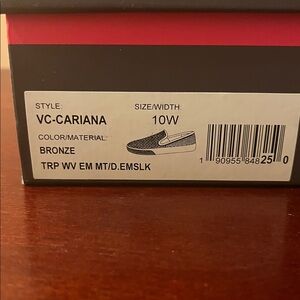 STYLE: SIZE/WIDTH:
VC-CARIANA 10W
COLOR/MATERIAL:
BRONZE
TRP WV EM MT/D.EMSLK
1 90955 84825 0